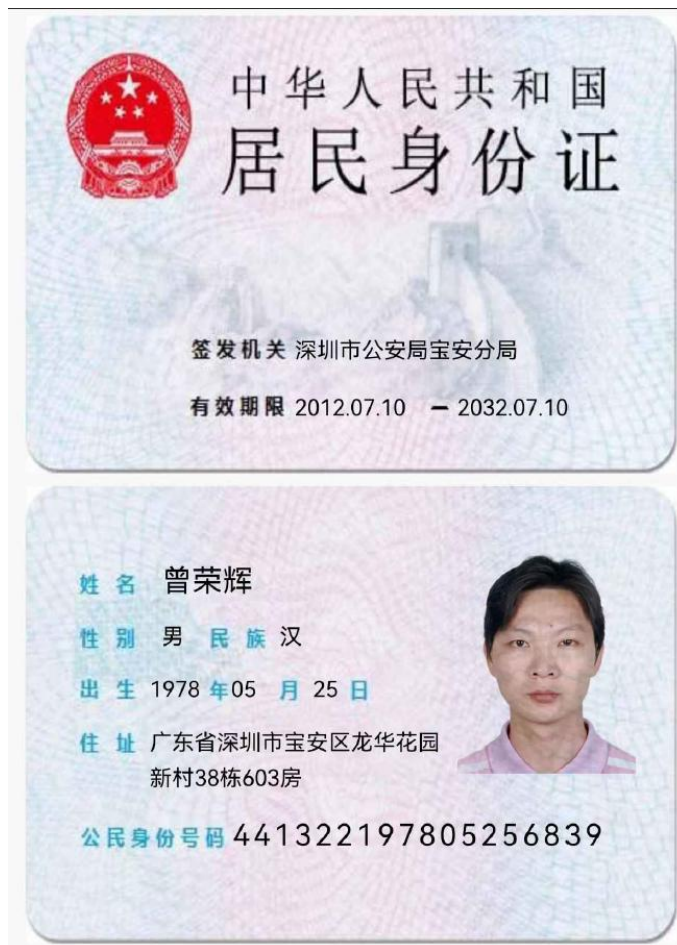 中华人民共和国
居民身份证
签发机关 深圳市公安局宝安分局
有效期限 2012.07.10 – 2032.07.10
姓名 曾荣辉
性别 男 民族 汉
出生 1978 年 05 月 25 日
住址 广东省深圳市宝安区龙华花园
新村38栋603房
公民身份号码 441322197805256839